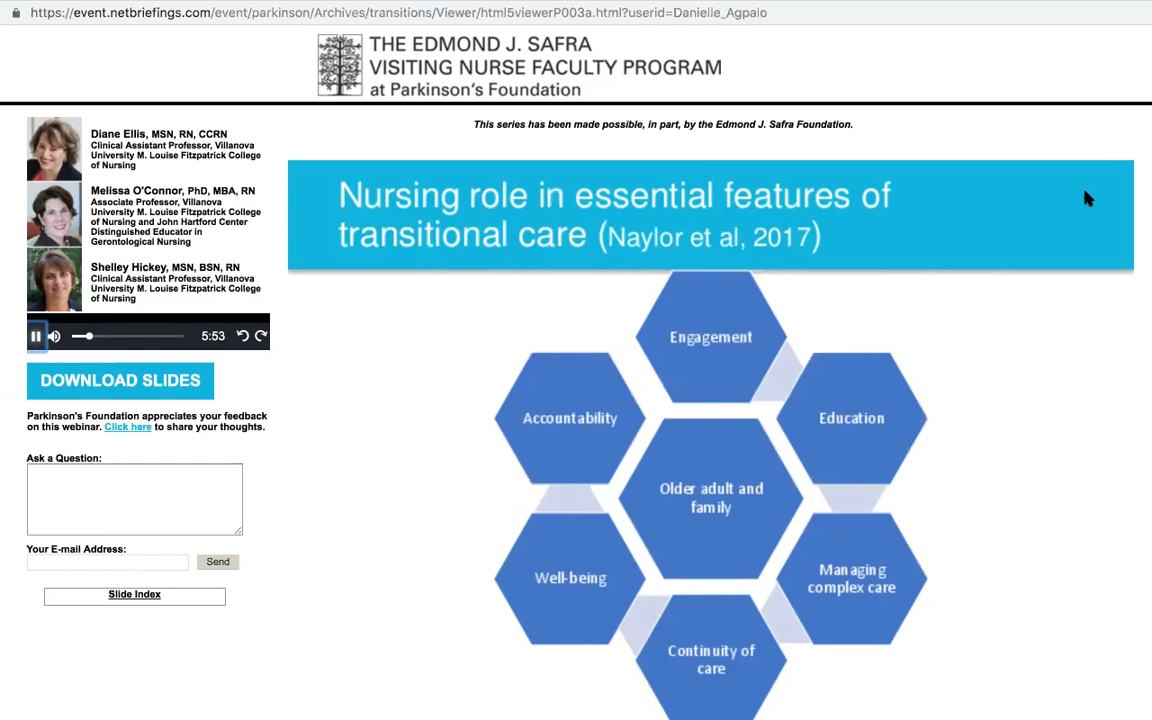 https://event.netbriefings.com/event/parkinson/Archives/transitions/Viewer/html5viewerP003a.html?userid=Danielle_Agpalo
THE EDMOND J. SAFRA
VISITING NURSE FACULTY PROGRAM
at Parkinson's Foundation
This series has been made possible, in part, by the Edmond J. Safra Foundation.
Diane Ellis, MSN, RN, CCRN
Clinical Assistant Professor, Villanova
University M. Louise Fitzpatrick College
of Nursing
Melissa O'Connor, PhD, MBA, RN
Associate Professor, Villanova
University M. Louise Fitzpatrick College
of Nursing and John Hartford Center
Distinguished Educator in
Gerontological Nursing
Shelley Hickey, MSN, BSN, RN
Clinical Assistant Professor, Villanova
University M. Louise Fitzpatrick College
of Nursing
5:53
DOWNLOAD SLIDES
Parkinson's Foundation appreciates your feedback
on this webinar. Click here to share your thoughts.
Ask a Question:
Your E-mail Address:
Send
Slide Index
Nursing role in essential features of
transitional care (Naylor et al, 2017)
Engagement
Accountability
Education
Older adult and
family
Well-being
Managing
complex care
Continuity of
care